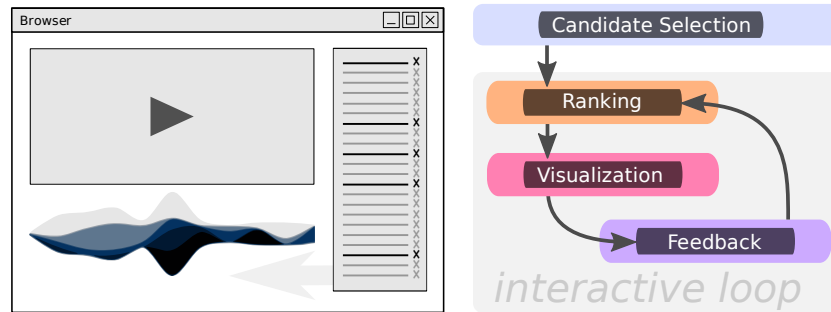 Browser
Candidate Selection
Ranking
Visualization
Feedback
interactive loop